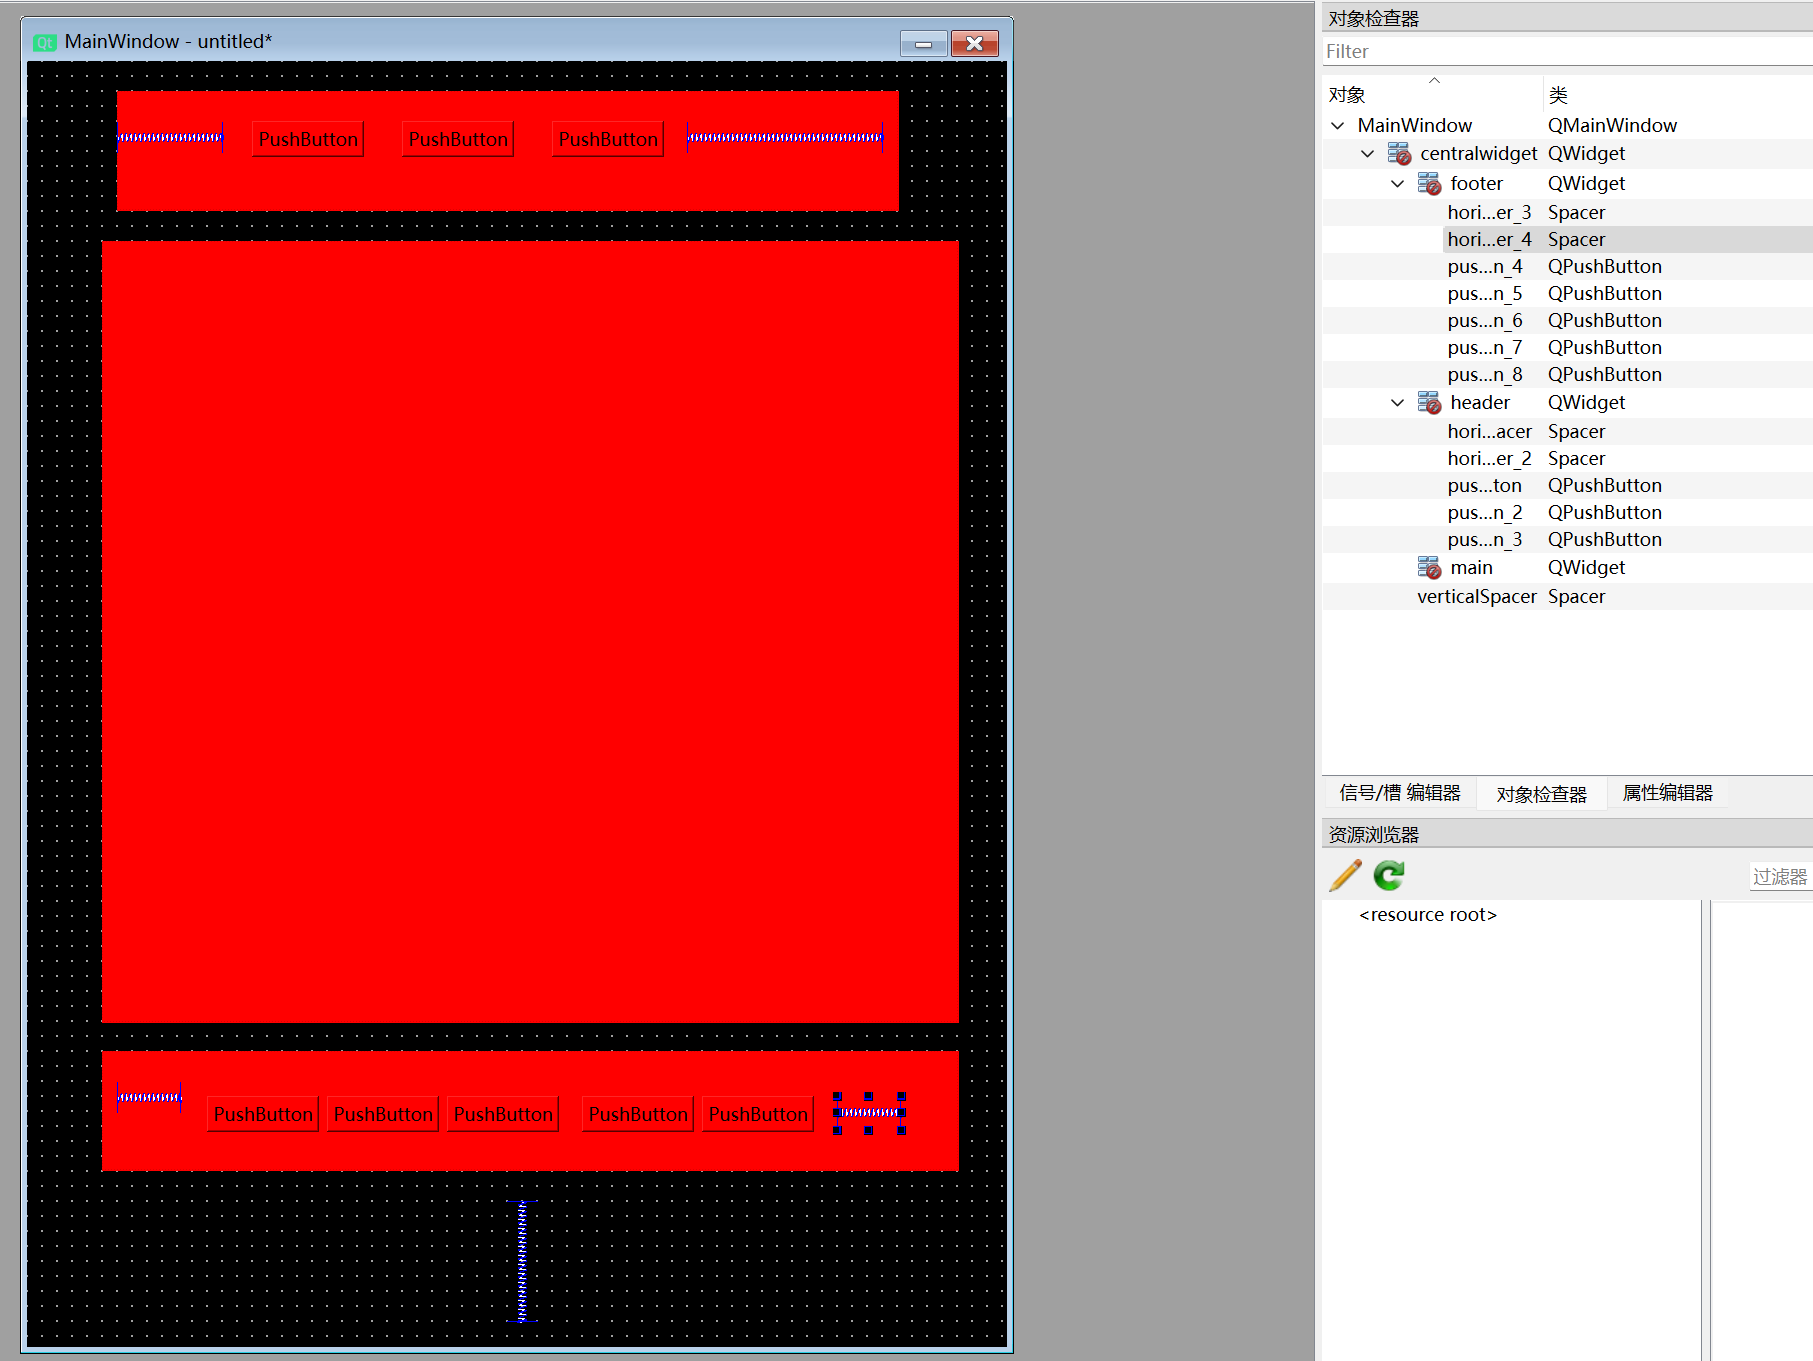 Qt MainWindow - untitled*
PushButton PushButton PushButton
PushButton PushButton PushButton PushButton PushButton
对象检查器
Filter
对象 类
MainWindow QMainWindow
centralwidget QWidget
footer QWidget
hori...er_3 Spacer
hori...er_4 Spacer
pus...n_4 QPushButton
pus...n_5 QPushButton
pus...n_6 QPushButton
pus...n_7 QPushButton
pus...n_8 QPushButton
header QWidget
hori...acer Spacer
hori...er_2 Spacer
pus...ton QPushButton
pus...n_2 QPushButton
pus...n_3 QPushButton
main QWidget
verticalSpacer Spacer
信号/槽 编辑器 对象检查器 属性编辑器
资源浏览器
过滤器
<resource root>